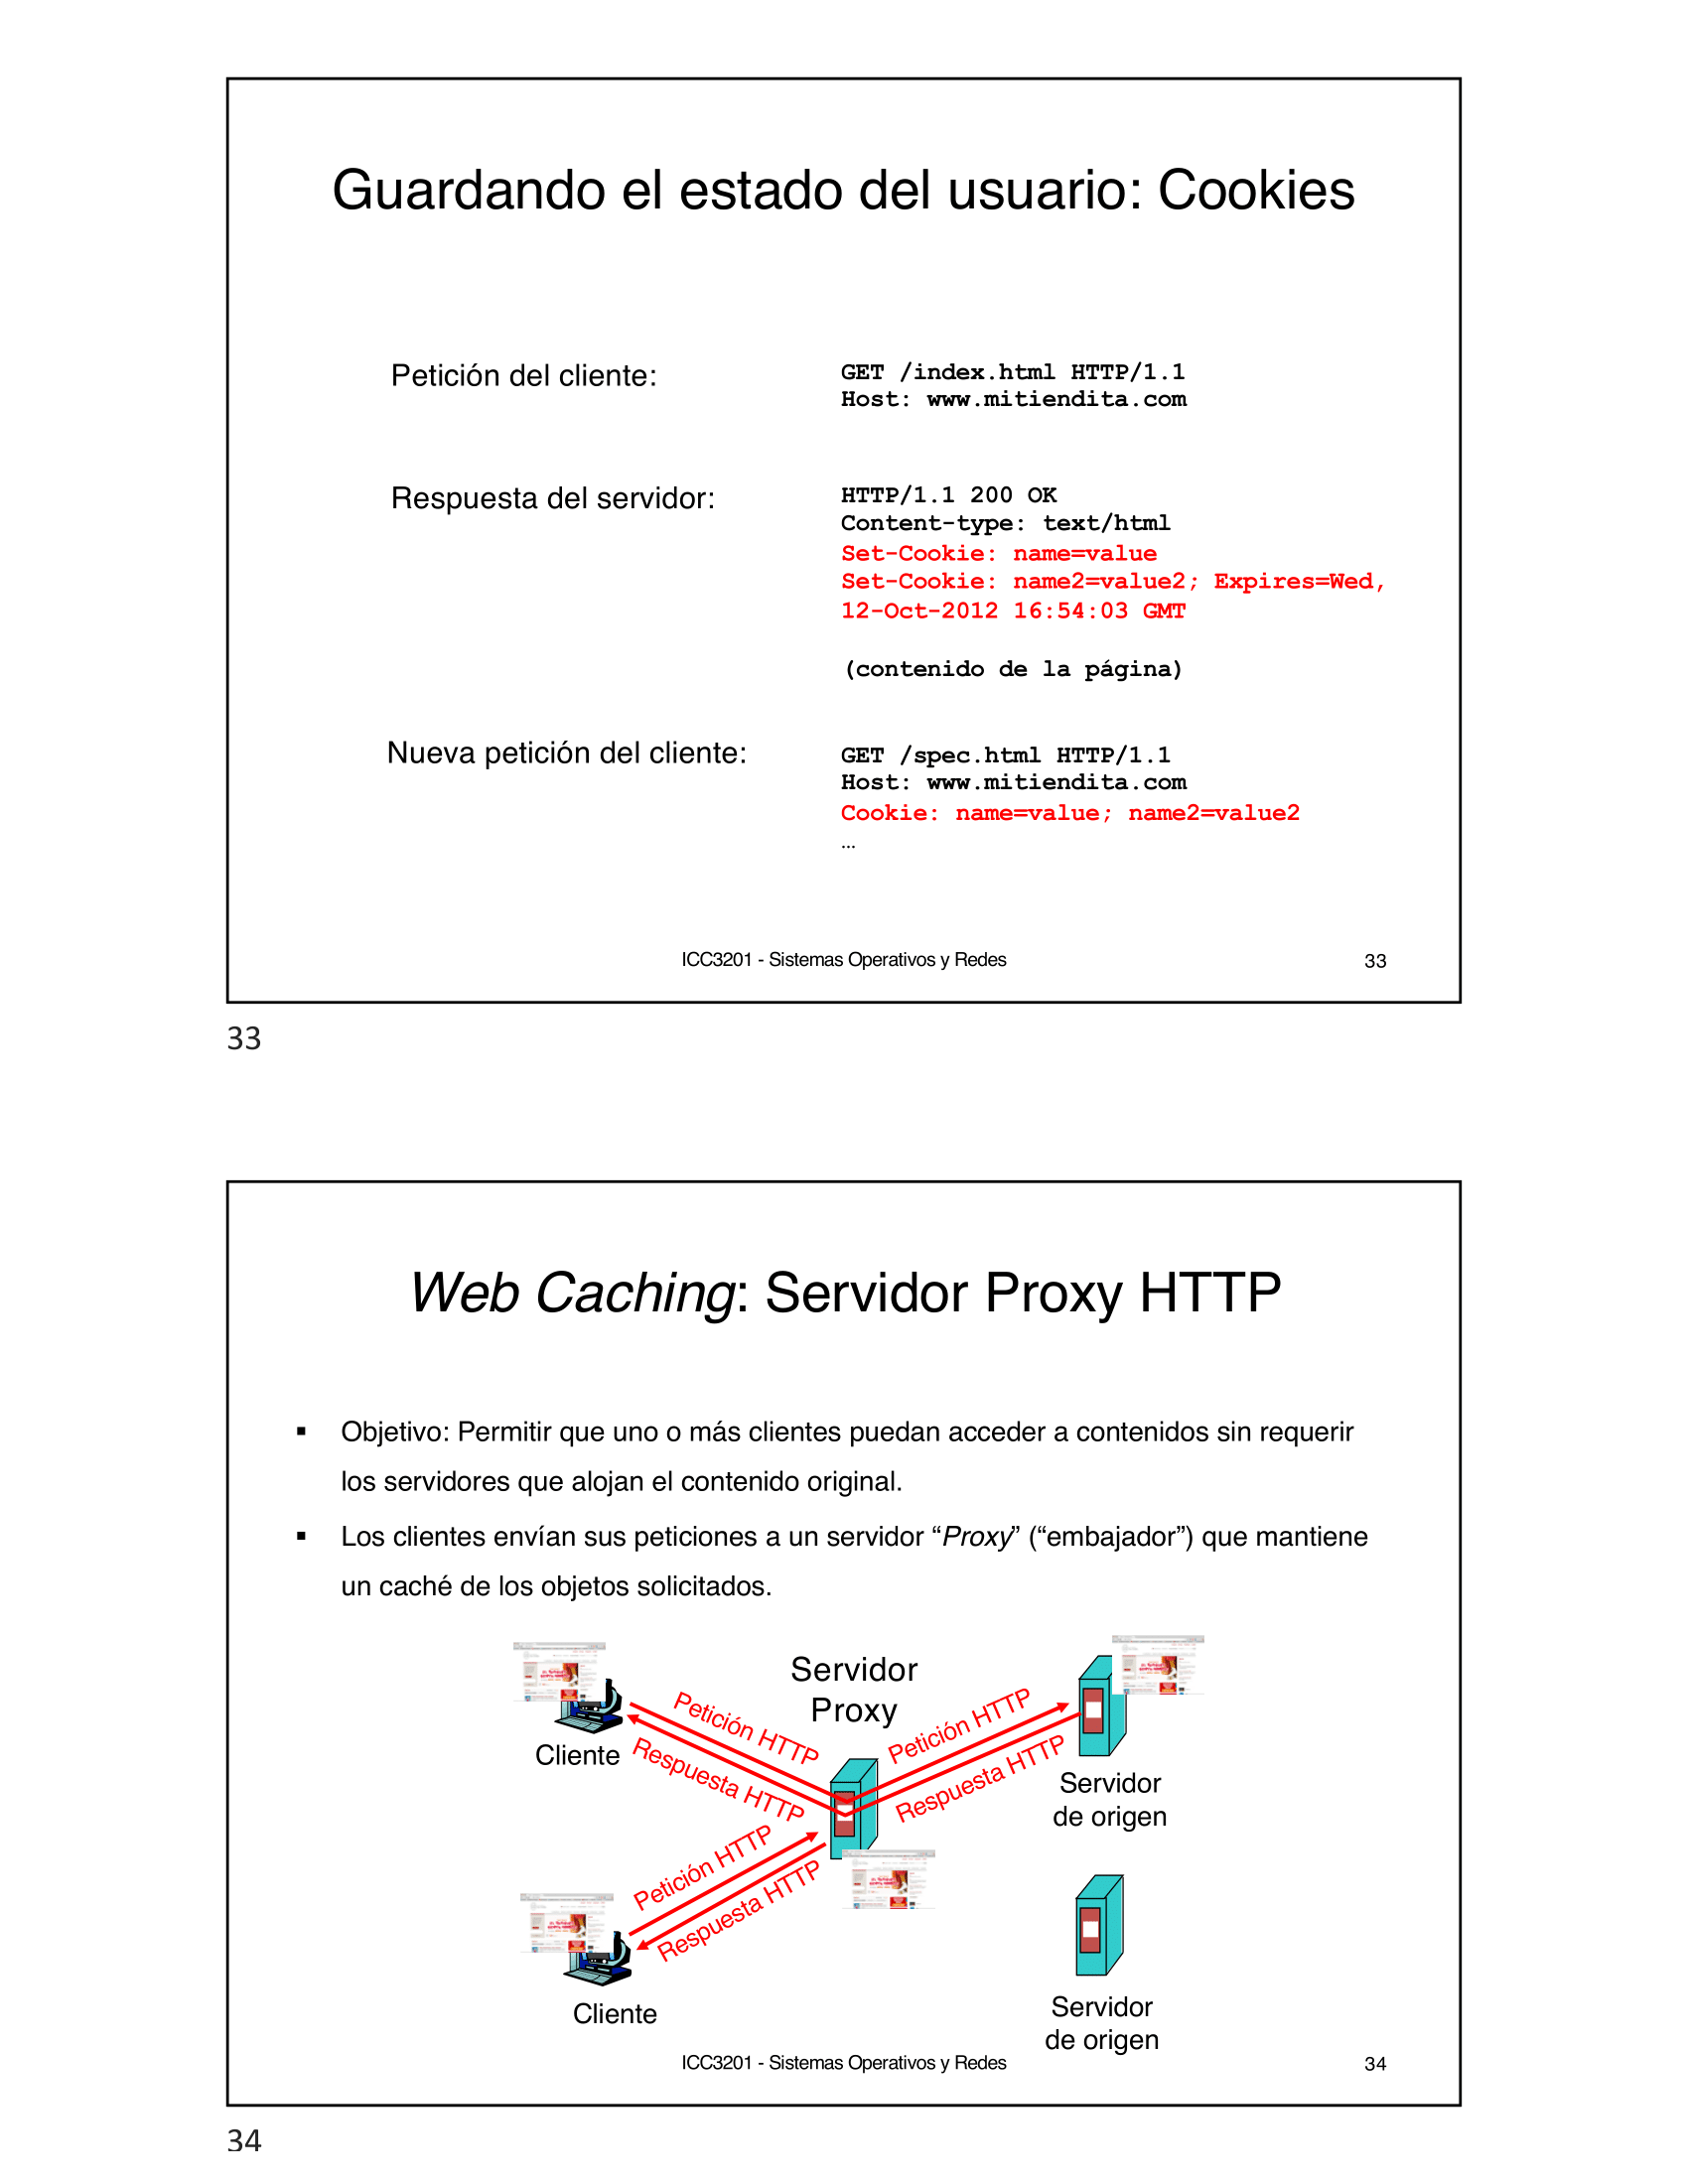 Guardando el estado del usuario: Cookies
Petición del cliente:
GET /index.html HTTP/1.1
Host: www.mitiendita.com
Respuesta del servidor:
HTTP/1.1 200 OK
Content-type: text/html
Set-Cookie: name=value
Set-Cookie: name2=value2; Expires=Wed,
12-Oct-2012 16:54:03 GMT
(contenido de la página)
Nueva petición del cliente:
GET /spec.html HTTP/1.1
Host: www.mitiendita.com
Cookie: name=value; name2=value2
…
ICC3201 - Sistemas Operativos y Redes
33
33
Web Caching: Servidor Proxy HTTP
▪ Objetivo: Permitir que uno o más clientes puedan acceder a contenidos sin requerir
los servidores que alojan el contenido original.
▪ Los clientes envían sus peticiones a un servidor “Proxy” (“embajador”) que mantiene
un caché de los objetos solicitados.
Servidor
Proxy
Petición HTTP
Respuesta HTTP
Petición HTTP
Respuesta HTTP
Cliente
Servidor
de origen
Petición HTTP
Respuesta HTTP
Cliente
Servidor
de origen
ICC3201 - Sistemas Operativos y Redes
34
34